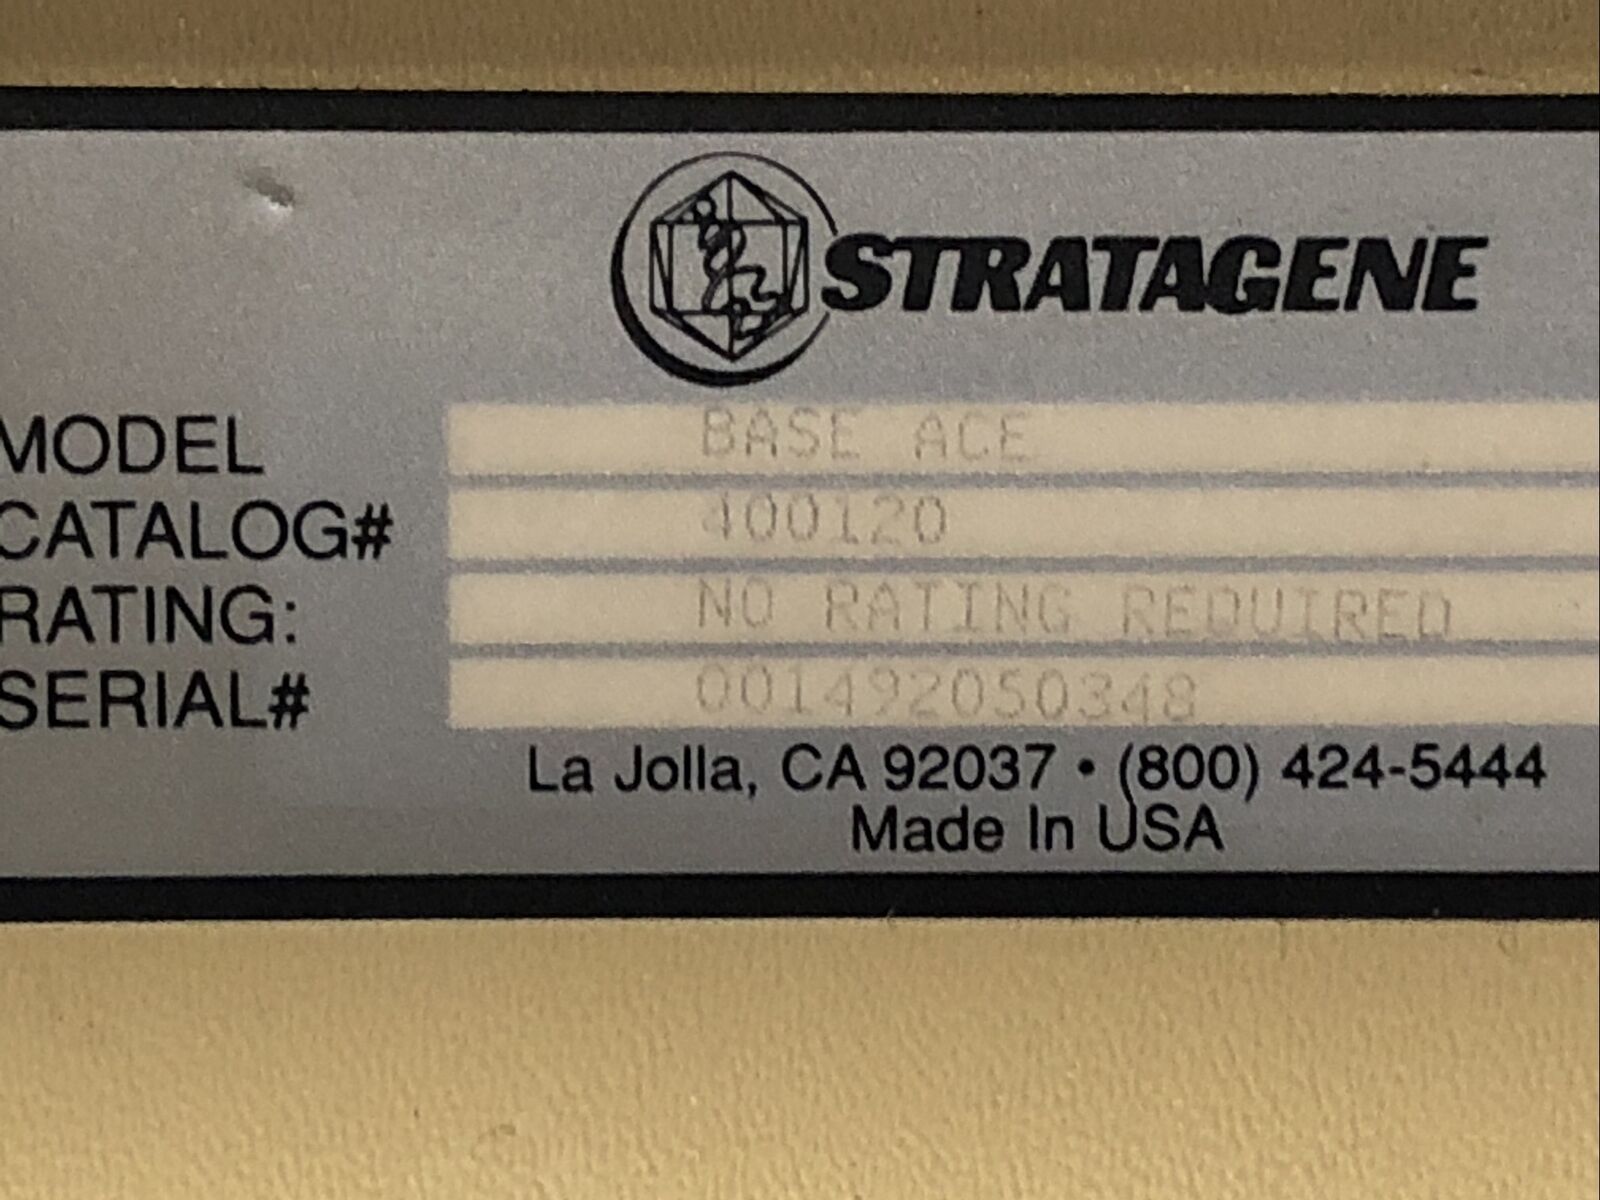 STRATAGENE
MODEL BASE ACE
CATALOG# 400120
RATING: NO RATING REQUIRED
SERIAL# 001492050348
La Jolla, CA 92037 • (800) 424-5444
Made In USA